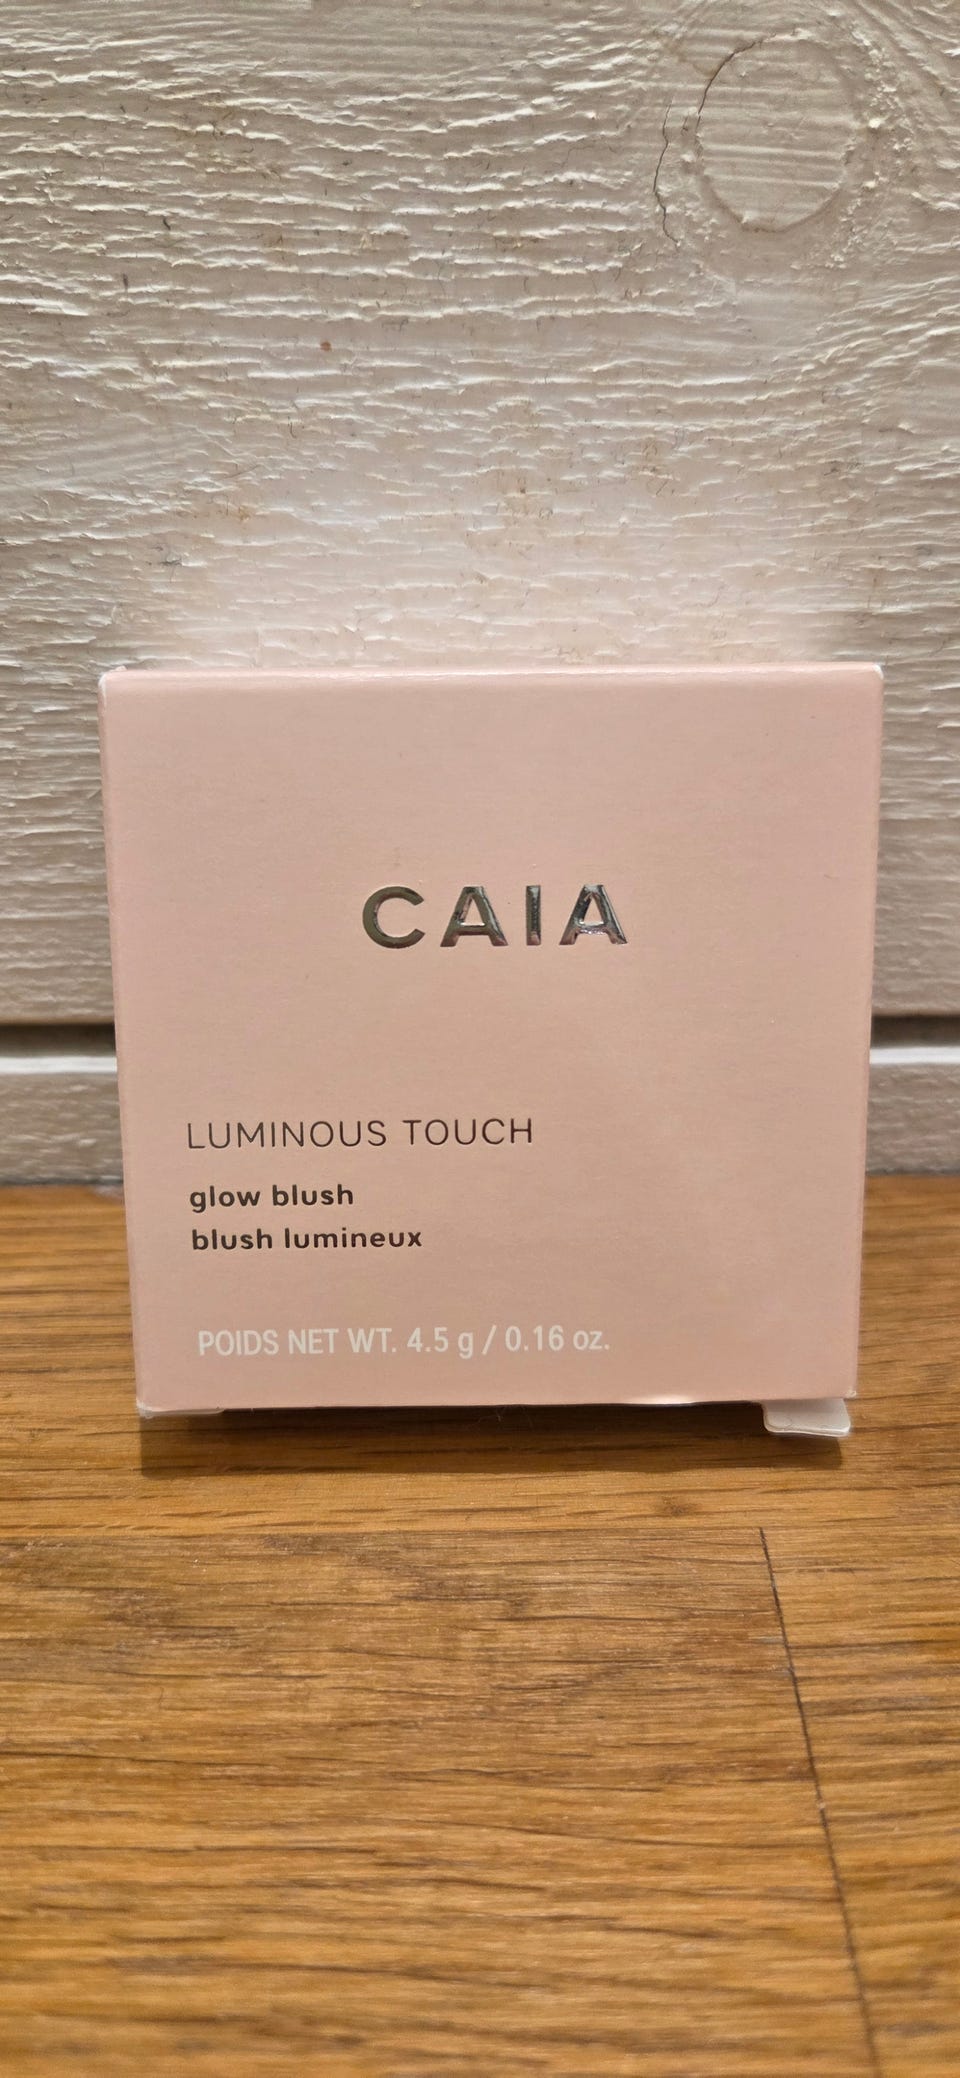 CAIA
LUMINOUS TOUCH
glow blush
blush lumineux
POIDS NET WT. 4.5 g / 0.16 oz.